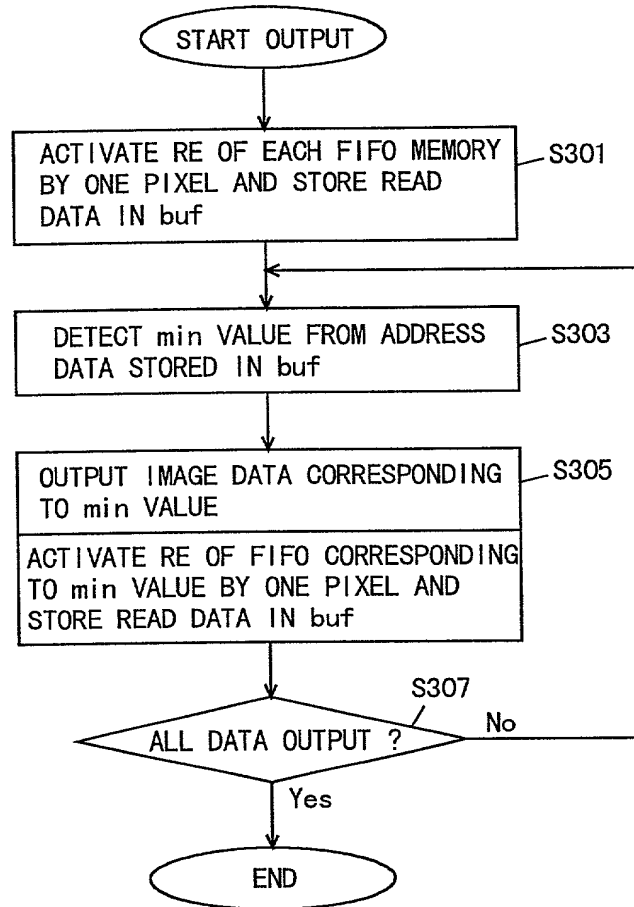 START OUTPUT
ACTIVATE RE OF EACH FIFO MEMORY
BY ONE PIXEL AND STORE READ
DATA IN buf
S301
DETECT min VALUE FROM ADDRESS
DATA STORED IN buf
S303
OUTPUT IMAGE DATA CORRESPONDING
TO min VALUE
S305
ACTIVATE RE OF FIFO CORRESPONDING
TO min VALUE BY ONE PIXEL AND
STORE READ DATA IN buf
S307
ALL DATA OUTPUT ?
No
Yes
END